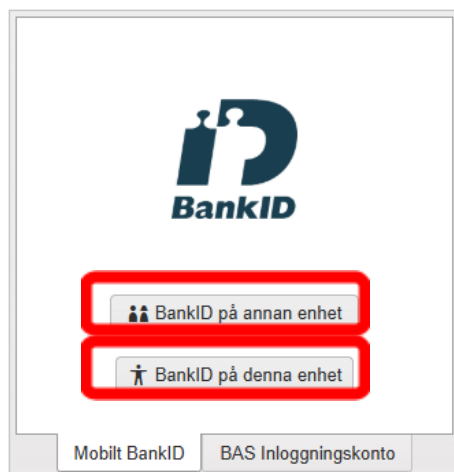 BankID
BankID på annan enhet
BankID på denna enhet
Mobilt BankID
BAS Inloggningskonto